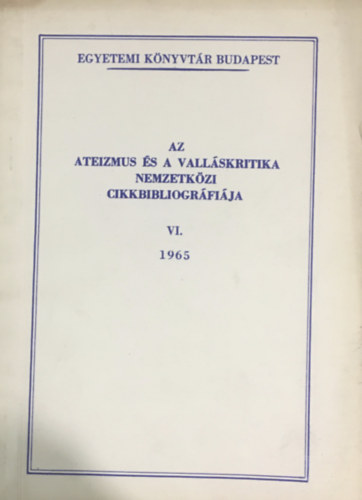 EGYETEMI KÖNYVTÁR BUDAPEST
AZ
ATEIZMUS ÉS A VALLÁSKRITIKA
NEMZETKÖZI
CIKKBIBLIOGRÁFIÁJA
VI.
1965